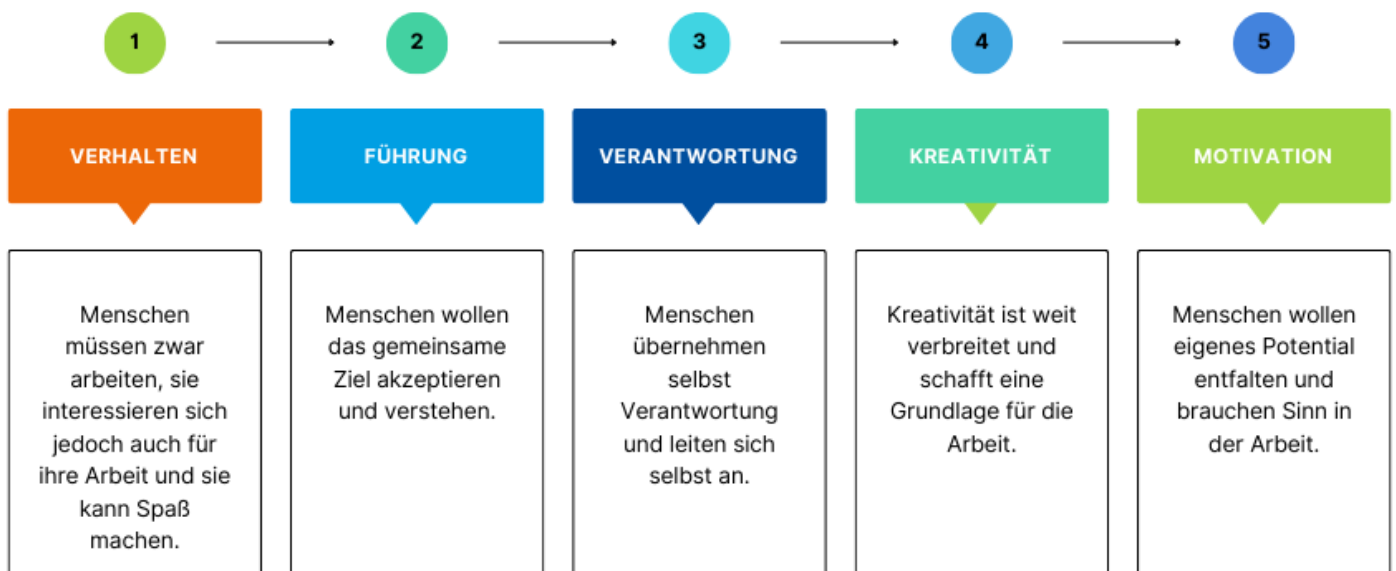 1
2
3
4
5
VERHALTEN
FÜHRUNG
VERANTWORTUNG
KREATIVITÄT
MOTIVATION
Menschen
müssen zwar
arbeiten, sie
interessieren sich
jedoch auch für
ihre Arbeit und sie
kann Spaß
machen.
Menschen wollen
das gemeinsame
Ziel akzeptieren
und verstehen.
Menschen
übernehmen
selbst
Verantwortung
und leiten sich
selbst an.
Kreativität ist weit
verbreitet und
schafft eine
Grundlage für die
Arbeit.
Menschen wollen
eigenes Potential
entfalten und
brauchen Sinn in
der Arbeit.